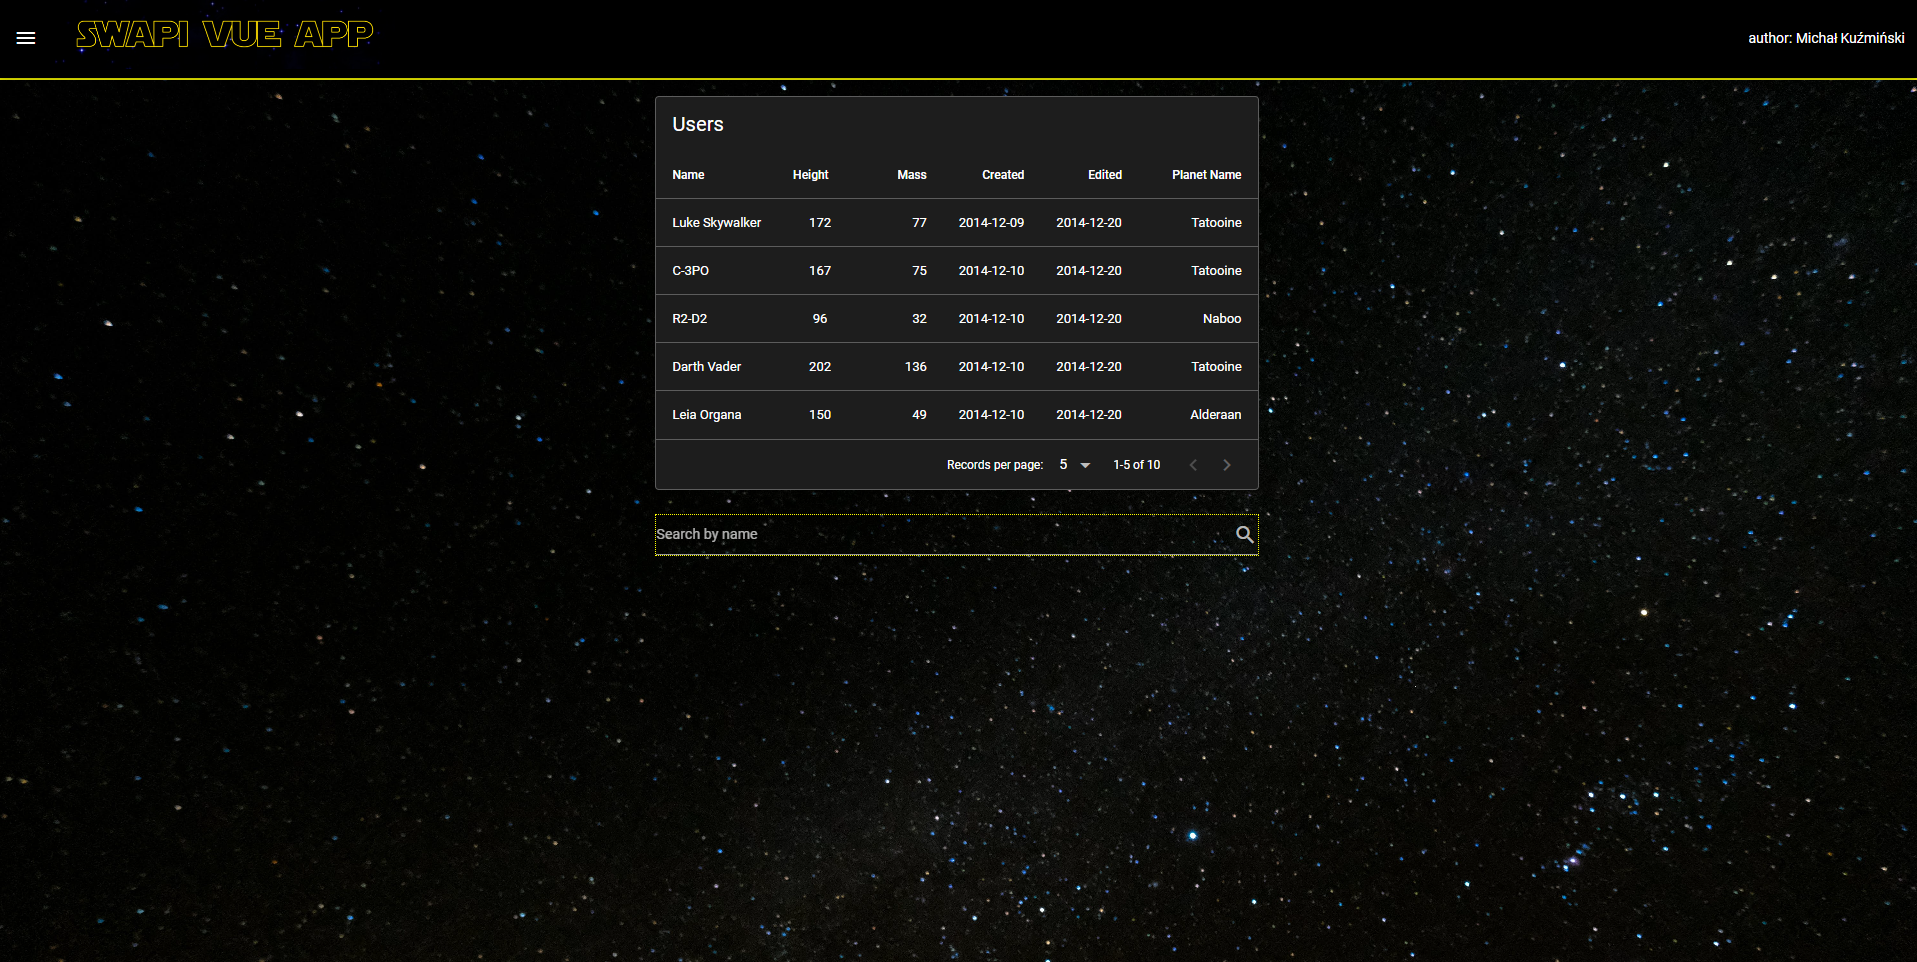 SWAPI VUE APP
author: Michał Kuźmiński
Users
Name Height Mass Created Edited Planet Name
Luke Skywalker 172 77 2014-12-09 2014-12-20 Tatooine
C-3PO 167 75 2014-12-10 2014-12-20 Tatooine
R2-D2 96 32 2014-12-10 2014-12-20 Naboo
Darth Vader 202 136 2014-12-10 2014-12-20 Tatooine
Leia Organa 150 49 2014-12-10 2014-12-20 Alderaan
Records per page: 5 1-5 of 10
Search by name